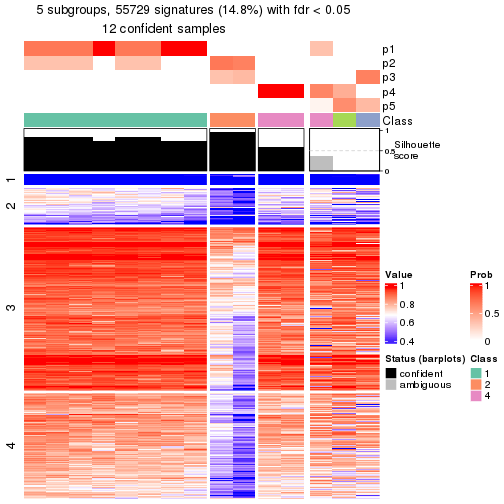 5 subgroups, 55729 signatures (14.8%) with fdr < 0.05
12 confident samples
p1
p2
p3
p4
p5
Class
1
0.5
0
Silhouette
score
1
2
3
4
Value
1
0.8
0.6
0.4
Prob
1
0.5
0
Status (barplots)
confident
ambiguous
Class
1
2
4